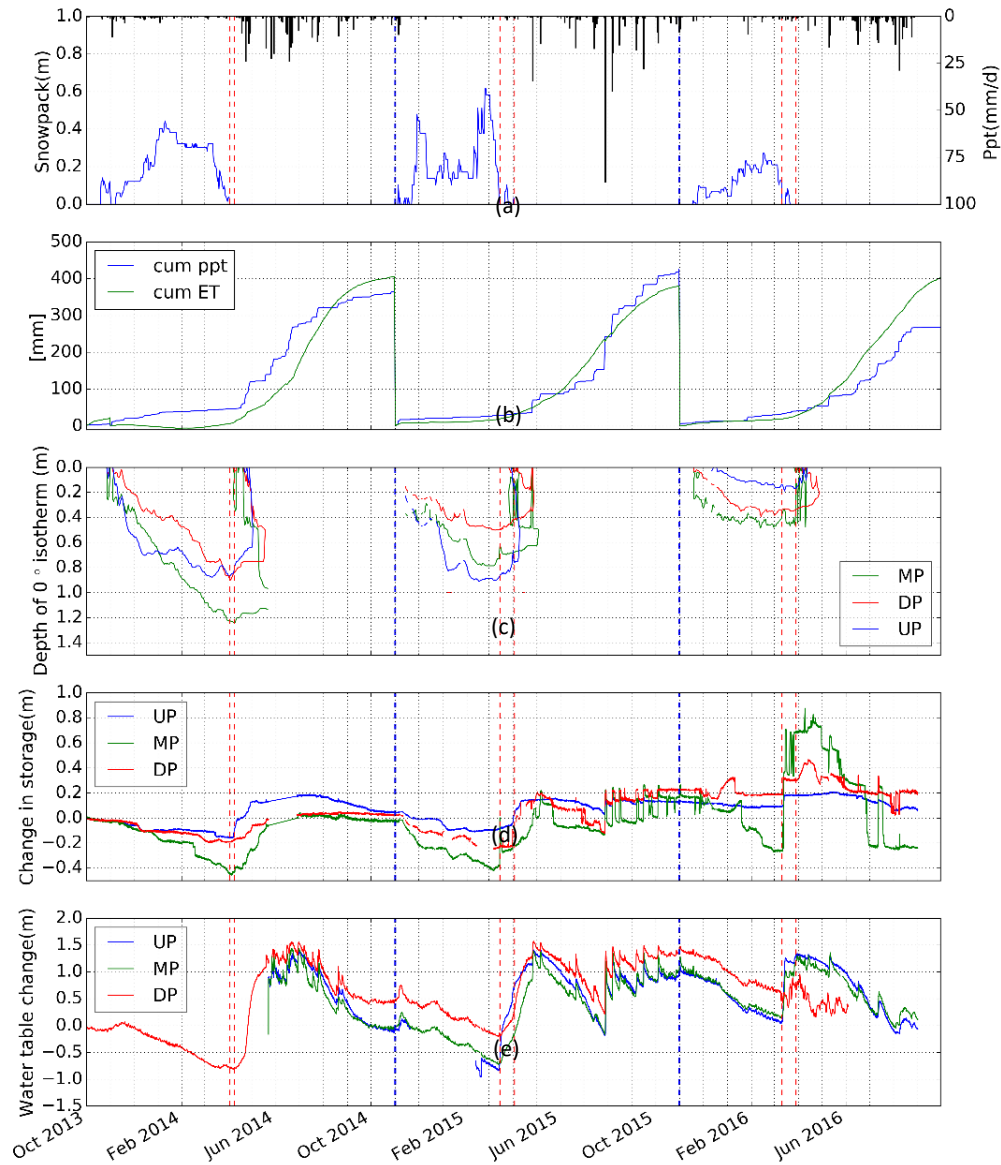 1.0
0.8
0.6
0.4
0.2
0.0
Snowpack(m)
0
25
50
75
100
Ppt(mm/d)
(a)
500
400
300
200
100
0
[mm]
cum ppt
cum ET
(b)
0.0
0.2
0.4
0.6
0.8
1.0
1.2
1.4
Depth of 0 ° isotherm (m)
MP
DP
UP
(c)
1.0
0.8
0.6
0.4
0.2
0.0
−0.2
−0.4
Change in storage(m)
UP
MP
DP
(d)
2.0
1.5
1.0
0.5
0.0
−0.5
−1.0
−1.5
Water table change(m)
UP
MP
DP
(e)
Oct 2013
Feb 2014
Jun 2014
Oct 2014
Feb 2015
Jun 2015
Oct 2015
Feb 2016
Jun 2016